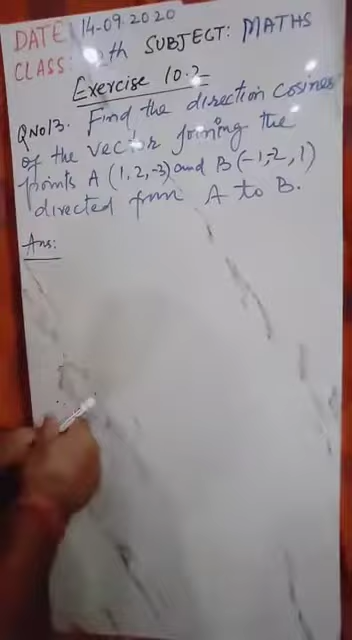 DATE 14-09.2020
CLASS: th SUBJECT: MATHS
Exercise 10.2
QNo13. Find the direction cosines
of the vector joining the
points A (1, 2, -3) and B (-1, -2, 1)
directed from A to B.
Ans: